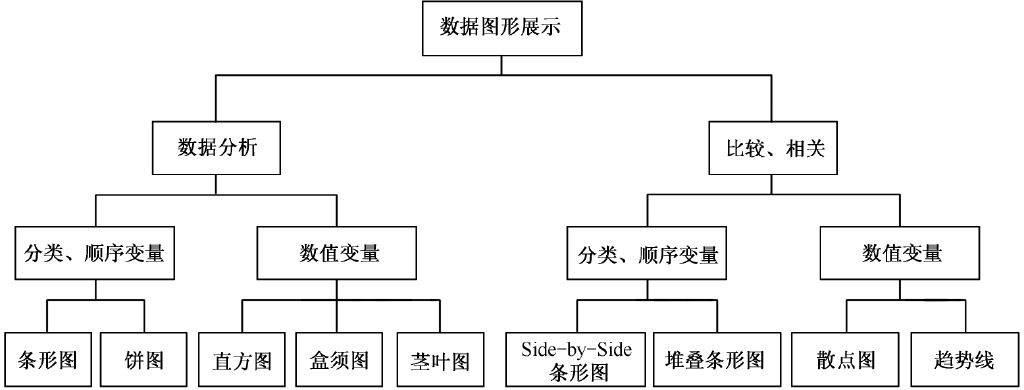 数据图形展示
数据分析
比较、相关
分类、顺序变量
数值变量
分类、顺序变量
数值变量
条形图
饼图
直方图
盒须图
茎叶图
Side-by-Side
条形图
堆叠条形图
散点图
趋势线